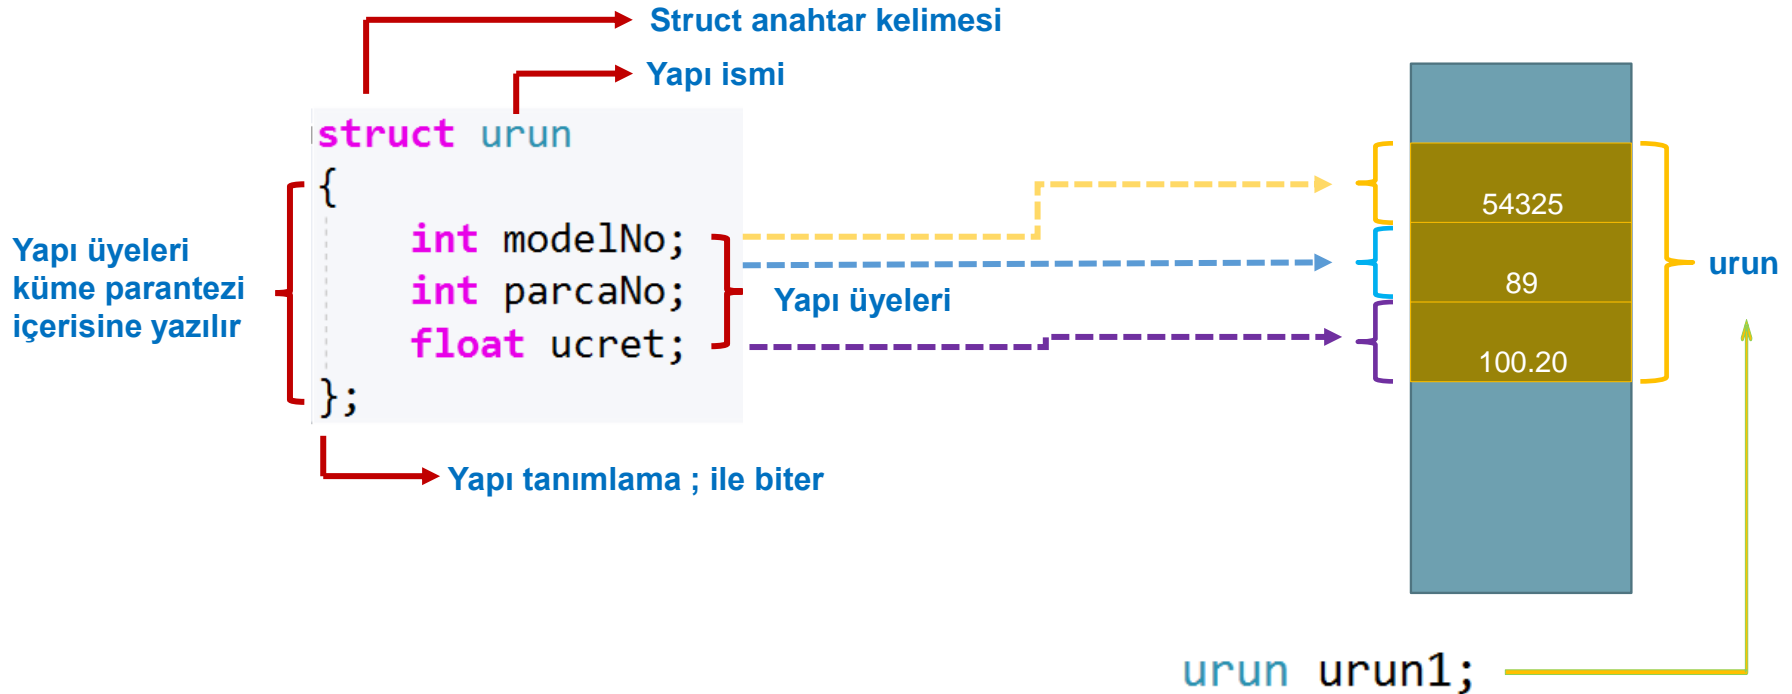 Struct anahtar kelimesi
Yapı ismi
struct urun
{
int modelNo;
int parcaNo;
float ucret;
};
Yapı üyeleri
küme parantezi
içerisine yazılır
Yapı üyeleri
Yapı tanımlama ; ile biter
54325
89
100.20
urun
urun urun1;